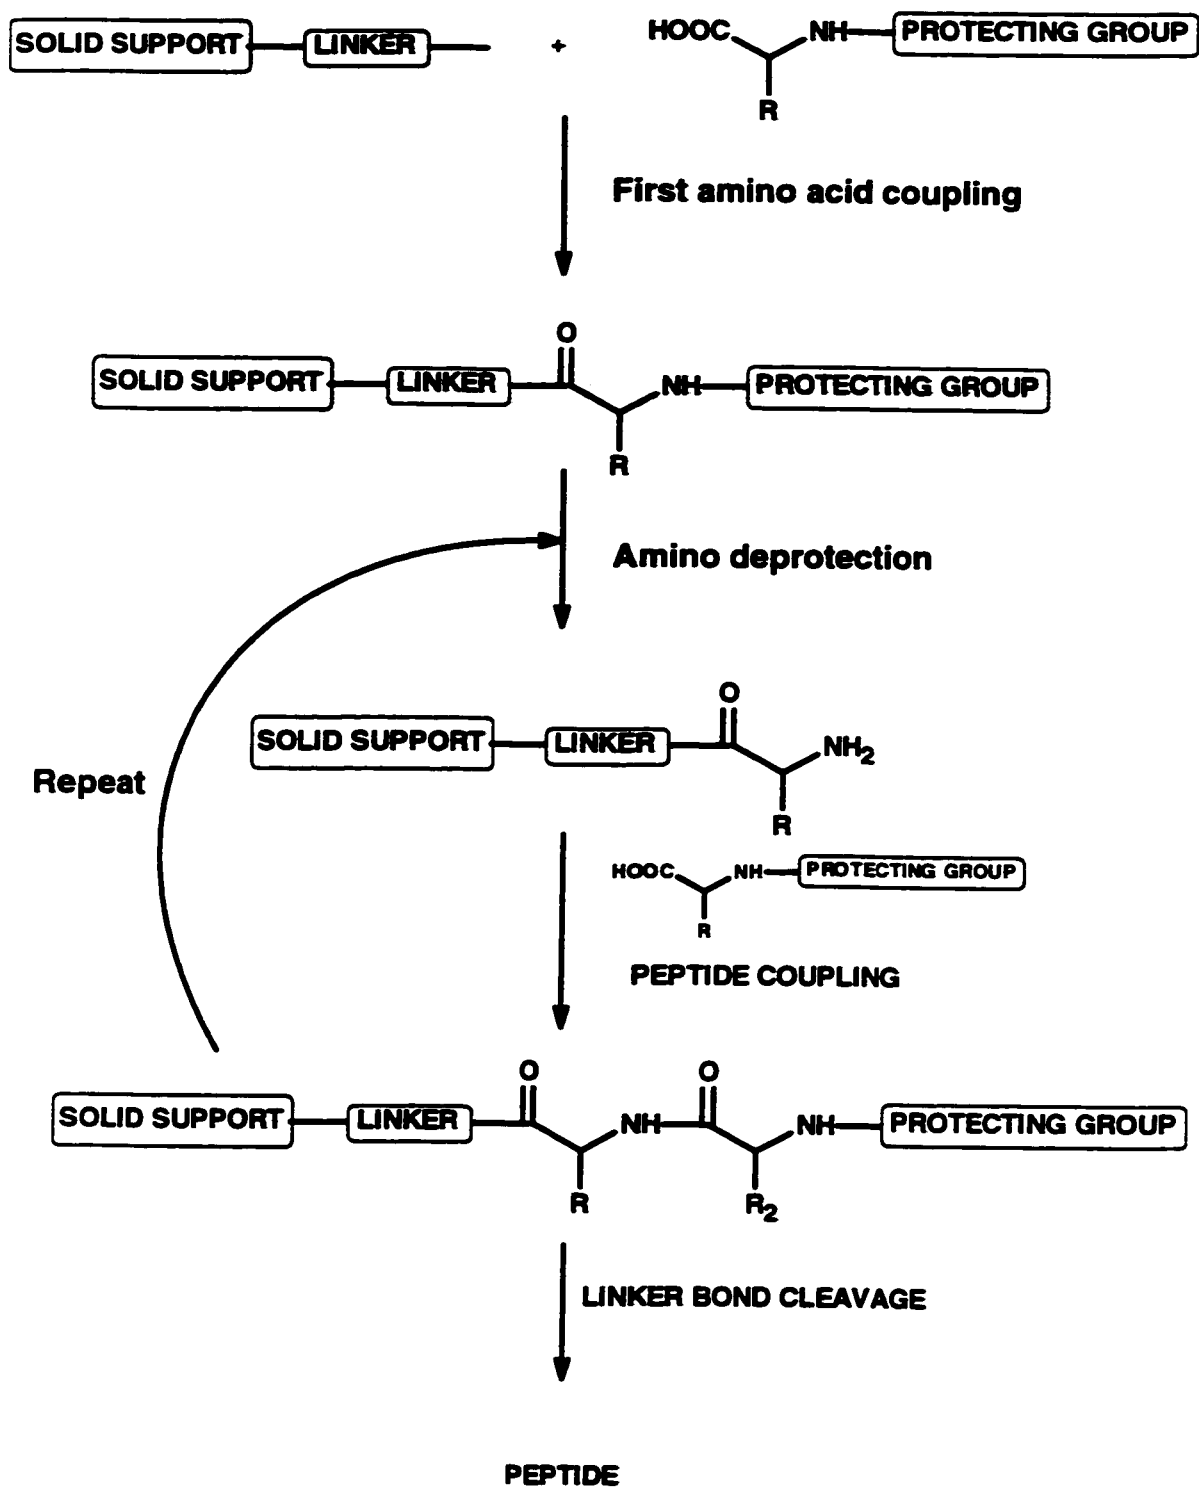 SOLID SUPPORT LINKER + HOOC NH PROTECTING GROUP
R
First amino acid coupling
O
SOLID SUPPORT LINKER NH PROTECTING GROUP
R
Amino deprotection
O
SOLID SUPPORT LINKER NH2
Repeat
R
HOOC NH PROTECTING GROUP
R
PEPTIDE COUPLING
O O
SOLID SUPPORT LINKER NH NH PROTECTING GROUP
R R2
LINKER BOND CLEAVAGE
PEPTIDE